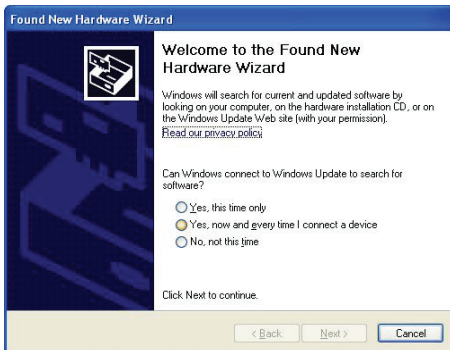 Found New Hardware Wizard
Welcome to the Found New
Hardware Wizard
Windows will search for current and updated software by
looking on your computer, on the hardware installation CD, or on
the Windows Update Web site (with your permission).
Read our privacy policy
Can Windows connect to Windows Update to search for
software?
Yes, this time only
Yes, now and every time I connect a device
No, not this time
Click Next to continue.
< Back Next > Cancel